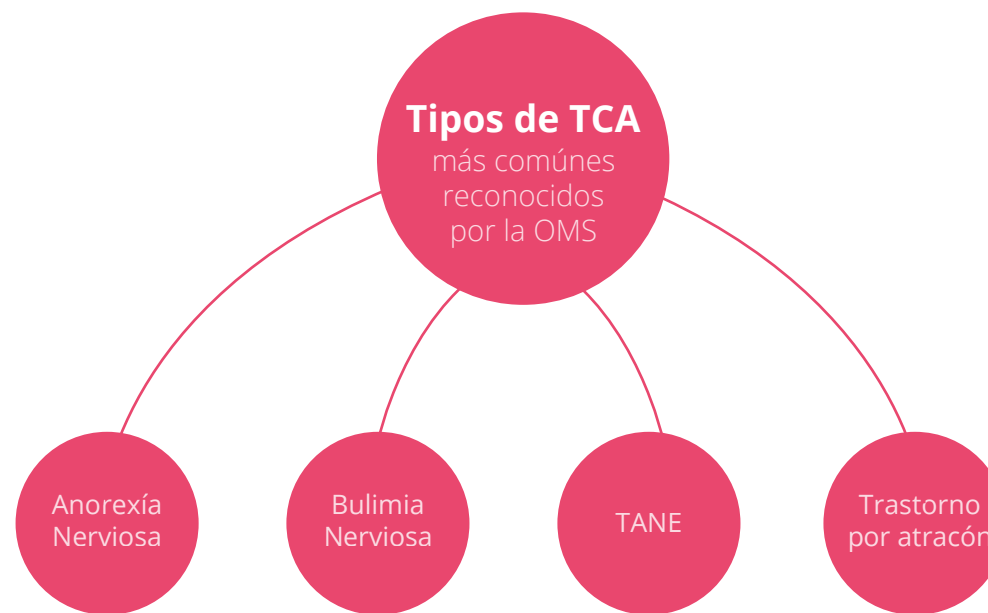 Tipos de TCA
más comúnes
reconocidos
por la OMS
Anorexía
Nerviosa
Bulimia
Nerviosa
TANE
Trastorno
por atracón